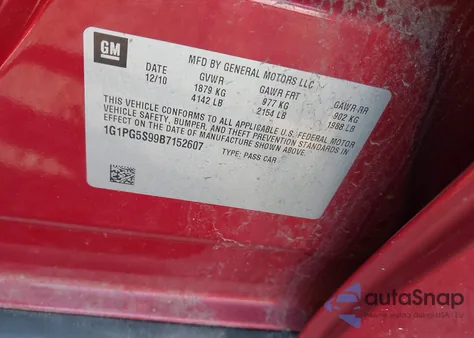 GM
MFD BY GENERAL MOTORS LLC
DATE GVWR GAWR FRT GAWR-RR
12/10 1879 KG 977 KG 902 KG
4142 LB 2154 LB 1988 LB
THIS VEHICLE CONFORMS TO ALL APPLICABLE U.S. FEDERAL MOTOR
VEHICLE SAFETY, BUMPER, AND THEFT PREVENTION STANDARDS IN
EFFECT ON THE DATE OF MANUFACTURE SHOWN ABOVE.
1G1PG5S99B7152607
TYPE: PASS CAR
autoSnap